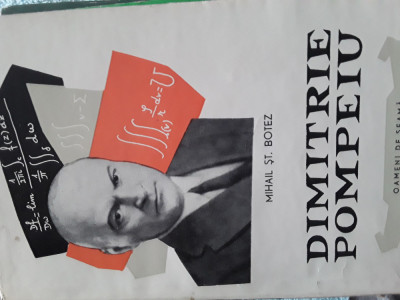 MIHAIL ȘT. BOTEZ
DIMITRIE
POMPEIU
OAMENI DE SEAMĂ